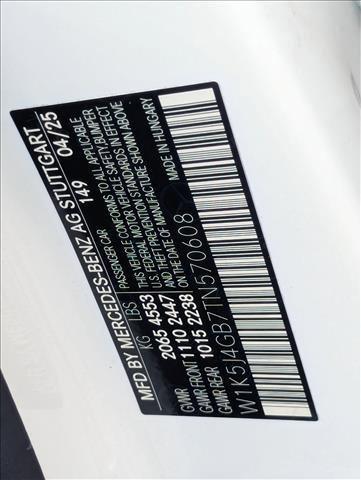 MFD BY MERCEDES-BENZ AG STUTTGART
149 04/25
PASSENGER CAR
THIS VEHICLE CONFORMS TO ALL APPLICABLE
FEDERAL MOTOR VEHICLE SAFETY,BUMPER
AND THEFT PREVENTION STANDARDS IN EFFECT
U.S. ON THE DATE OF MANUFACTURE SHOWN ABOVE
MADE IN HUNGARY
KG LBS
GVWR 2065 4553
GAWR FRONT 1110 2447
GAWR REAR 1015 2238
W1K5J4GB7TN570608